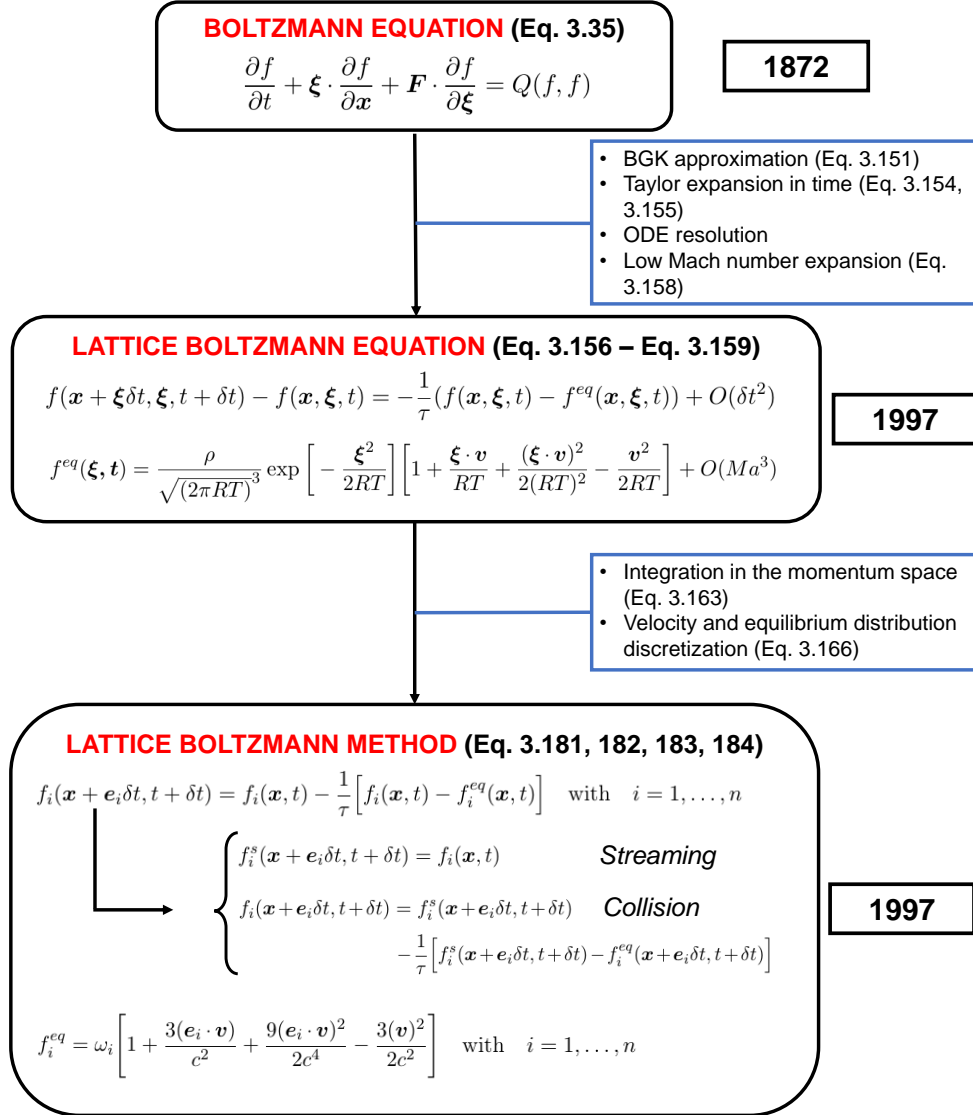 BOLTZMANN EQUATION (Eq. 3.35)
∂f/∂t + ξ · ∂f/∂x + F · ∂f/∂ξ = Q(f, f)
1872
• BGK approximation (Eq. 3.151)
• Taylor expansion in time (Eq. 3.154,
3.155)
• ODE resolution
• Low Mach number expansion (Eq.
3.158)
LATTICE BOLTZMANN EQUATION (Eq. 3.156 – Eq. 3.159)
f(x + ξδt, ξ, t + δt) − f(x, ξ, t) = −1/τ (f(x, ξ, t) − f^{eq}(x, ξ, t)) + O(δt²)
f^{eq}(ξ, t) = ρ/√(2πRT)³ exp[− ξ²/2RT][1 + ξ · v/RT + (ξ · v)²/2(RT)² − v²/2RT] + O(Ma³)
1997
• Integration in the momentum space
(Eq. 3.163)
• Velocity and equilibrium distribution
discretization (Eq. 3.166)
LATTICE BOLTZMANN METHOD (Eq. 3.181, 182, 183, 184)
f_i(x + e_iδt, t + δt) = f_i(x, t) − 1/τ [f_i(x, t) − f_i^{eq}(x, t)] with i = 1, . . . , n
f_i^s(x + e_iδt, t + δt) = f_i(x, t) Streaming
f_i(x+e_iδt, t+δt) = f_i^s(x+e_iδt, t+δt) Collision
−1/τ [f_i^s(x+e_iδt, t+δt)−f_i^{eq}(x+e_iδt, t+δt)]
1997
f_i^{eq} = ω_i[1 + 3(e_i · v)/c² + 9(e_i · v)²/2c⁴ − 3(v)²/2c²] with i = 1, . . . , n